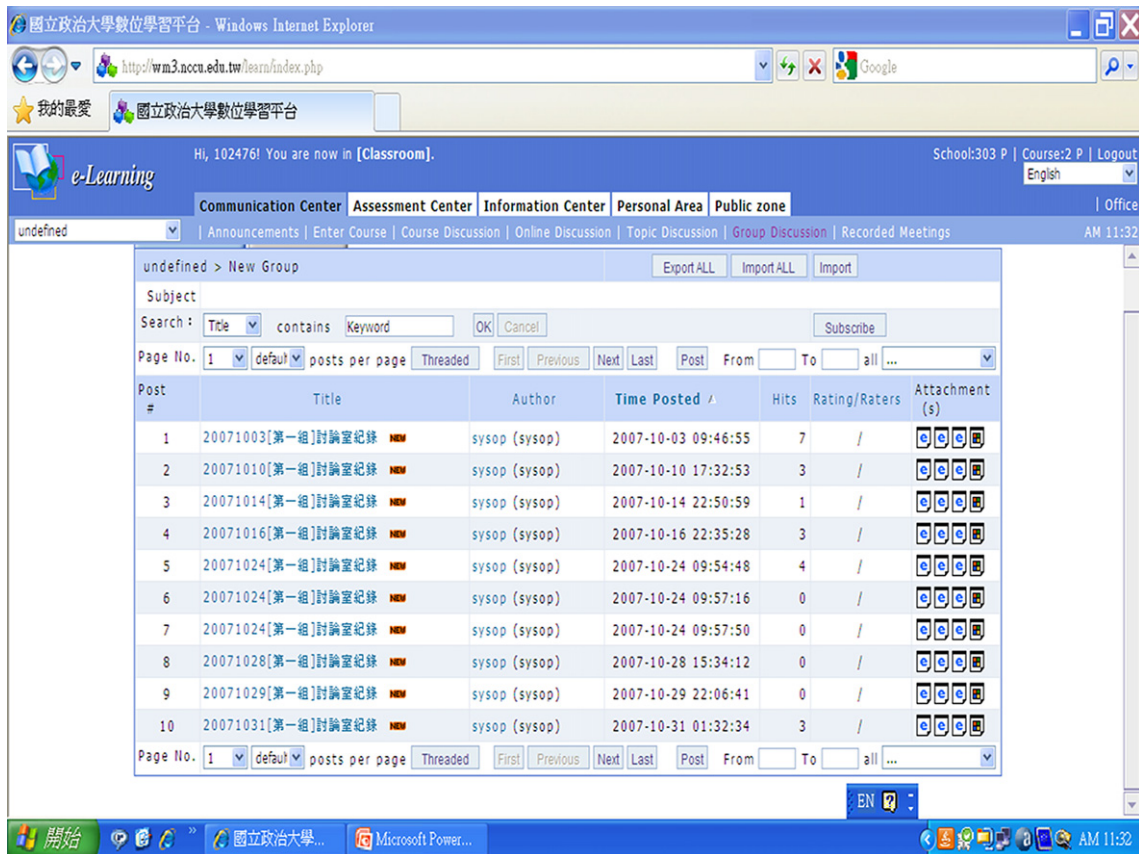 國立政治大學數位學習平台 - Windows Internet Explorer
http://wm3.nccu.edu.tw/learn/index.php
Google
我的最愛
國立政治大學數位學習平台
e-Learning
Hi, 102476! You are now in [Classroom].
School:303 P | Course:2 P | Logout
English
Communication Center Assessment Center Information Center Personal Area Public zone
| Office
undefined
| Announcements | Enter Course | Course Discussion | Online Discussion | Topic Discussion | Group Discussion | Recorded Meetings
AM 11:32
undefined > New Group
Export ALL Import ALL Import
Subject
Search： Title contains Keyword OK Cancel Subscribe
Page No. 1 default posts per page Threaded First Previous Next Last Post From To all ...
Post # Title Author Time Posted Hits Rating/Raters Attachment (s)
1 20071003[第一組]討論室紀錄 NEW sysop (sysop) 2007-10-03 09:46:55 7 /
2 20071010[第一組]討論室紀錄 NEW sysop (sysop) 2007-10-10 17:32:53 3 /
3 20071014[第一組]討論室紀錄 NEW sysop (sysop) 2007-10-14 22:50:59 1 /
4 20071016[第一組]討論室紀錄 NEW sysop (sysop) 2007-10-16 22:35:28 3 /
5 20071024[第一組]討論室紀錄 NEW sysop (sysop) 2007-10-24 09:54:48 4 /
6 20071024[第一組]討論室紀錄 NEW sysop (sysop) 2007-10-24 09:57:16 0 /
7 20071024[第一組]討論室紀錄 NEW sysop (sysop) 2007-10-24 09:57:50 0 /
8 20071028[第一組]討論室紀錄 NEW sysop (sysop) 2007-10-28 15:34:12 0 /
9 20071029[第一組]討論室紀錄 NEW sysop (sysop) 2007-10-29 22:06:41 0 /
10 20071031[第一組]討論室紀錄 NEW sysop (sysop) 2007-10-31 01:32:34 3 /
Page No. 1 default posts per page Threaded First Previous Next Last Post From To all ...
EN
開始 國立政治大學... Microsoft Power... AM 11:32